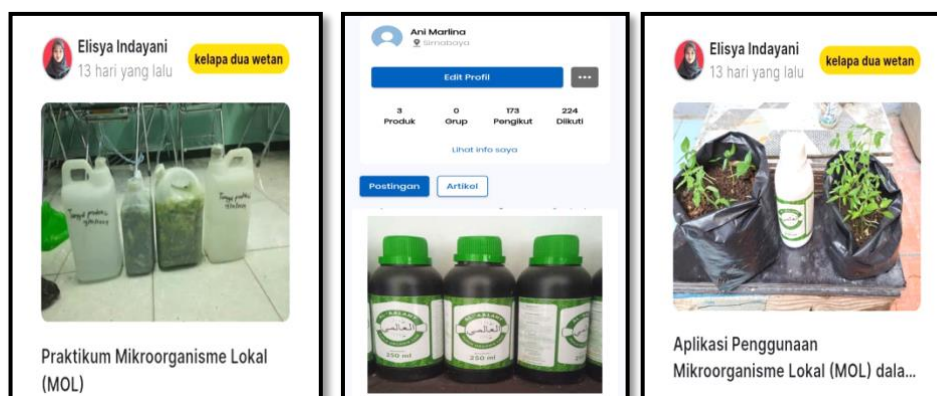 Elisya Indayani
13 hari yang lalu
kelapa dua wetan
Praktikum Mikroorganisme Lokal
(MOL)
Ani Marlina
Simabaya
Edit Profil
3
Produk
0
Grup
173
Pengikut
224
Diikuti
Lihat info saya
Postingan
Artikel
250 ml
250 ml
Elisya Indayani
13 hari yang lalu
kelapa dua wetan
Aplikasi Penggunaan
Mikroorganisme Lokal (MOL) dala...